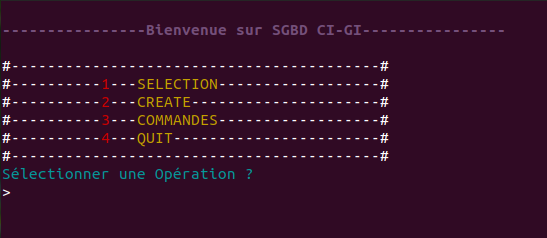 ----------------Bienvenue sur SGBD CI-GI----------------
#-----------------------------------------#
#----------1---SELECTION------------------#
#----------2---CREATE---------------------#
#----------3---COMMANDES------------------#
#----------4---QUIT-----------------------#
#-----------------------------------------#
Sélectionner une Opération ?
>